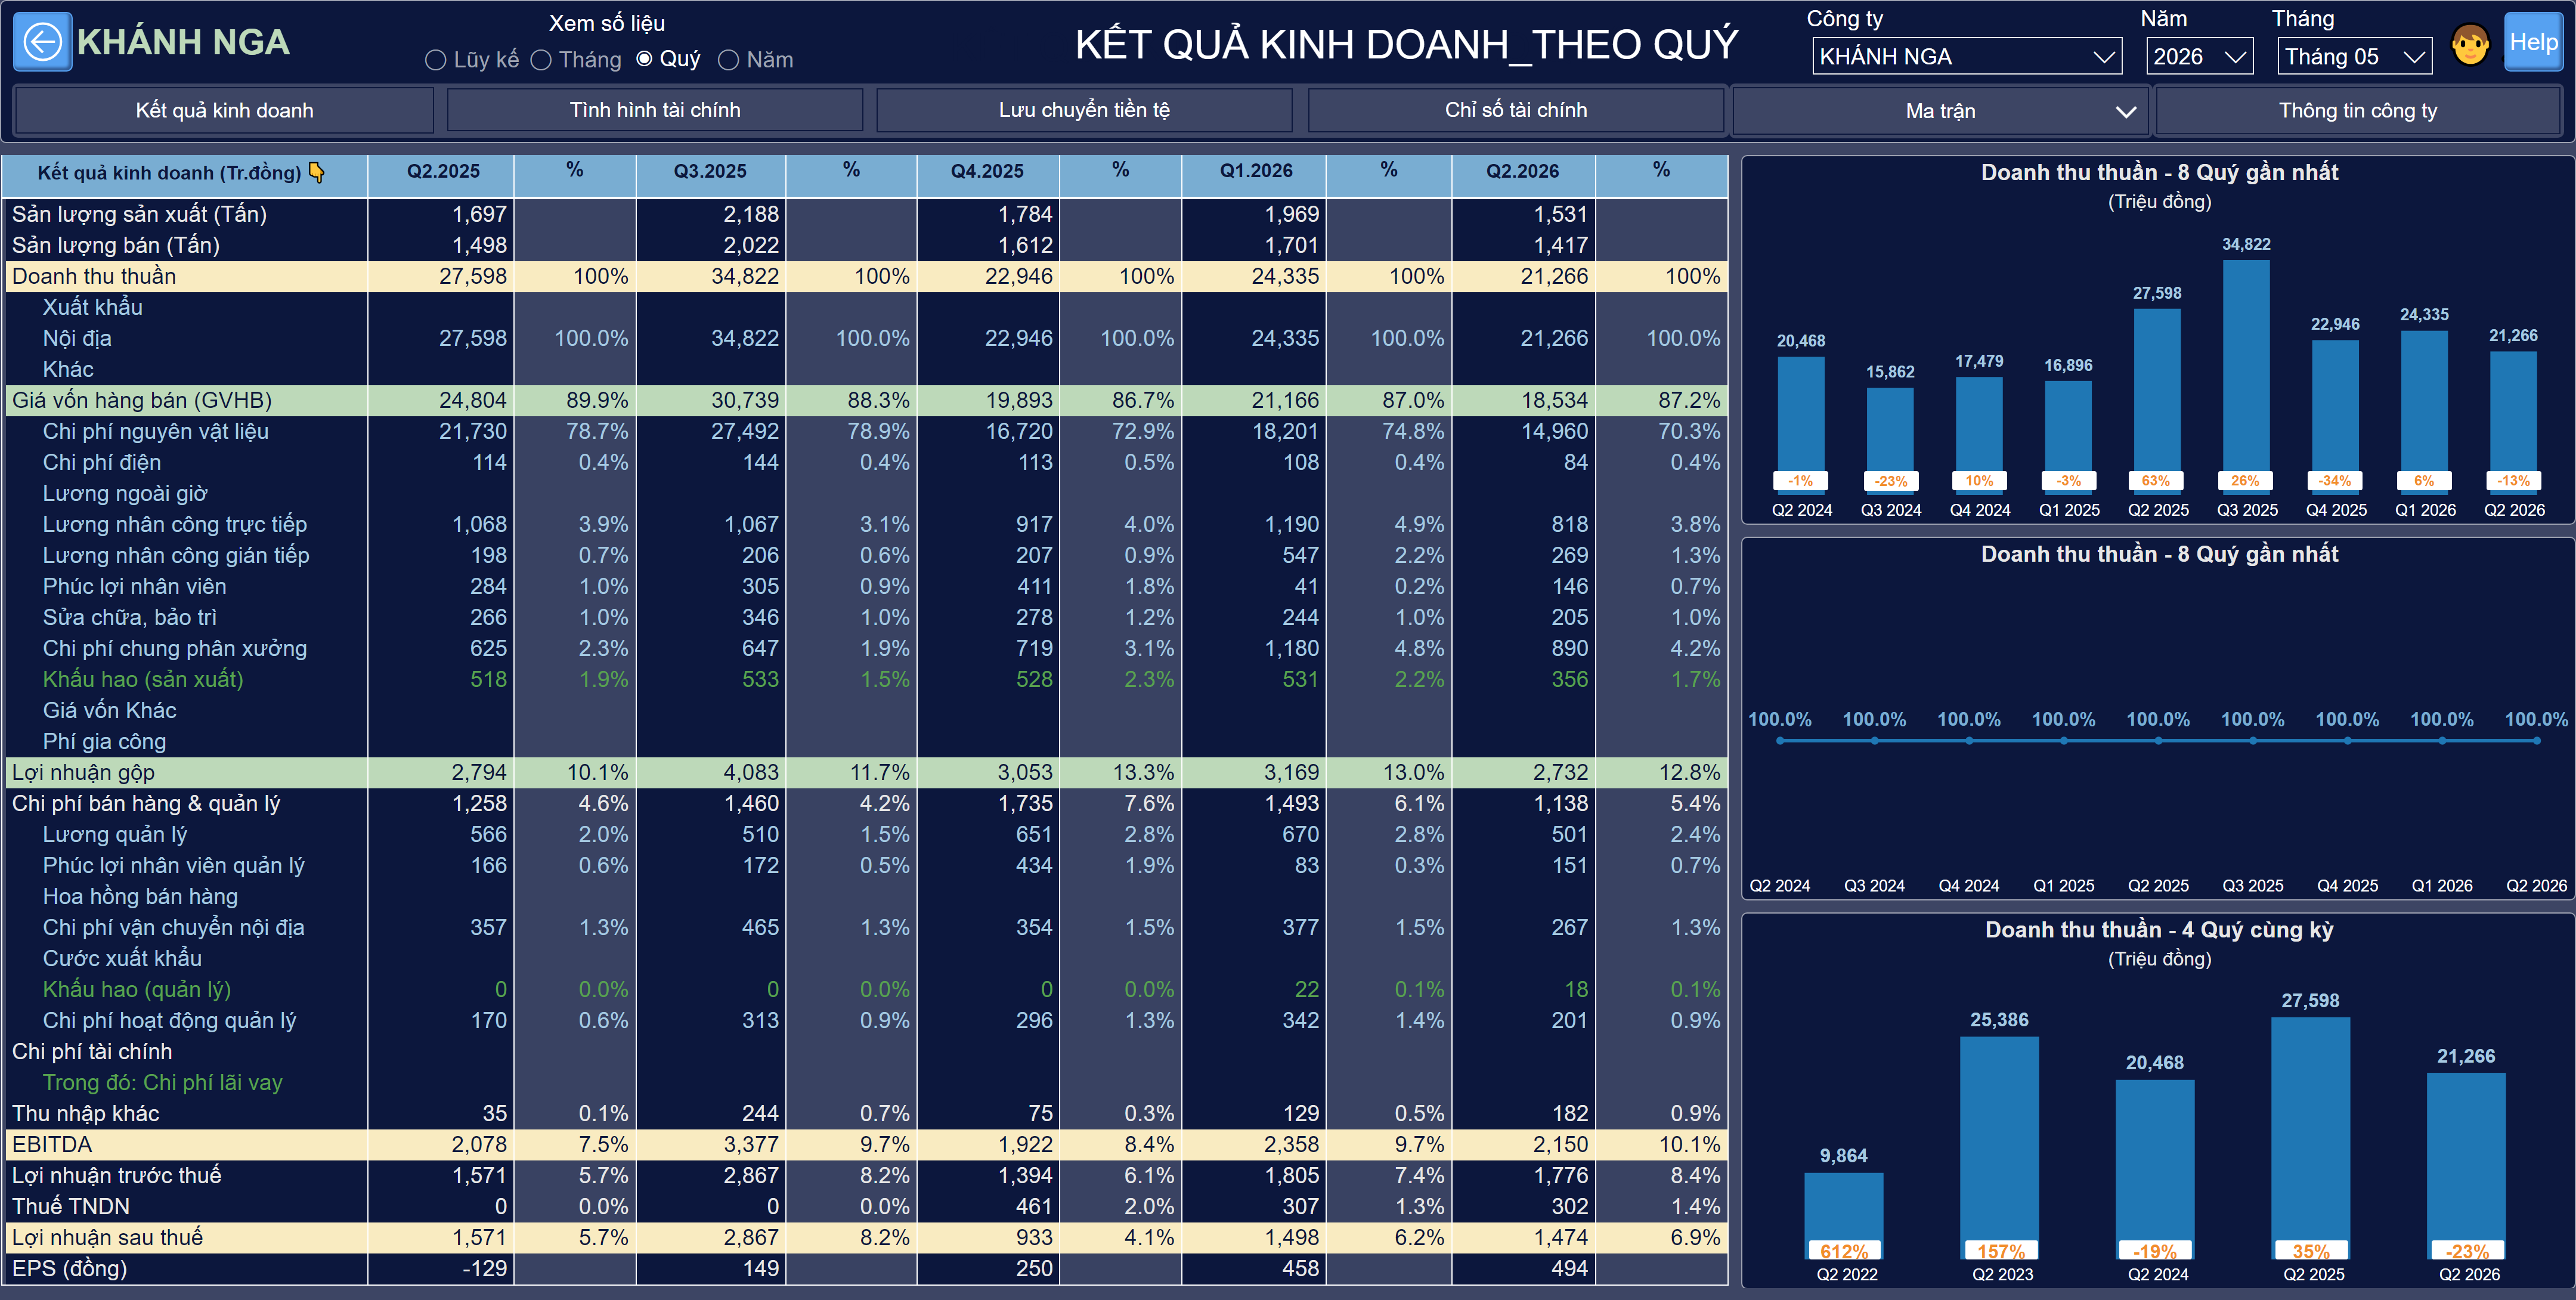 KHÁNH NGA
Xem số liệu
Lũy kế Tháng Quý Năm
KẾT QUẢ KINH DOANH_THEO QUÝ
Công ty Năm Tháng
KHÁNH NGA 2026 Tháng 05 Help
Kết quả kinh doanh Tình hình tài chính Lưu chuyển tiền tệ Chỉ số tài chính Ma trận Thông tin công ty
Kết quả kinh doanh (Tr.đồng) Q2.2025 % Q3.2025 % Q4.2025 % Q1.2026 % Q2.2026 %
Sản lượng sản xuất (Tấn) 1,697 2,188 1,784 1,969 1,531
Sản lượng bán (Tấn) 1,498 2,022 1,612 1,701 1,417
Doanh thu thuần 27,598 100% 34,822 100% 22,946 100% 24,335 100% 21,266 100%
Xuất khẩu
Nội địa 27,598 100.0% 34,822 100.0% 22,946 100.0% 24,335 100.0% 21,266 100.0%
Khác
Giá vốn hàng bán (GVHB) 24,804 89.9% 30,739 88.3% 19,893 86.7% 21,166 87.0% 18,534 87.2%
Chi phí nguyên vật liệu 21,730 78.7% 27,492 78.9% 16,720 72.9% 18,201 74.8% 14,960 70.3%
Chi phí điện 114 0.4% 144 0.4% 113 0.5% 108 0.4% 84 0.4%
Lương ngoài giờ
Lương nhân công trực tiếp 1,068 3.9% 1,067 3.1% 917 4.0% 1,190 4.9% 818 3.8%
Lương nhân công gián tiếp 198 0.7% 206 0.6% 207 0.9% 547 2.2% 269 1.3%
Phúc lợi nhân viên 284 1.0% 305 0.9% 411 1.8% 41 0.2% 146 0.7%
Sửa chữa, bảo trì 266 1.0% 346 1.0% 278 1.2% 244 1.0% 205 1.0%
Chi phí chung phân xưởng 625 2.3% 647 1.9% 719 3.1% 1,180 4.8% 890 4.2%
Khấu hao (sản xuất) 518 1.9% 533 1.5% 528 2.3% 531 2.2% 356 1.7%
Giá vốn Khác
Phí gia công
Lợi nhuận gộp 2,794 10.1% 4,083 11.7% 3,053 13.3% 3,169 13.0% 2,732 12.8%
Chi phí bán hàng & quản lý 1,258 4.6% 1,460 4.2% 1,735 7.6% 1,493 6.1% 1,138 5.4%
Lương quản lý 566 2.0% 510 1.5% 651 2.8% 670 2.8% 501 2.4%
Phúc lợi nhân viên quản lý 166 0.6% 172 0.5% 434 1.9% 83 0.3% 151 0.7%
Hoa hồng bán hàng
Chi phí vận chuyển nội địa 357 1.3% 465 1.3% 354 1.5% 377 1.5% 267 1.3%
Cước xuất khẩu
Khấu hao (quản lý) 0 0.0% 0 0.0% 0 0.0% 22 0.1% 18 0.1%
Chi phí hoạt động quản lý 170 0.6% 313 0.9% 296 1.3% 342 1.4% 201 0.9%
Chi phí tài chính
Trong đó: Chi phí lãi vay
Thu nhập khác 35 0.1% 244 0.7% 75 0.3% 129 0.5% 182 0.9%
EBITDA 2,078 7.5% 3,377 9.7% 1,922 8.4% 2,358 9.7% 2,150 10.1%
Lợi nhuận trước thuế 1,571 5.7% 2,867 8.2% 1,394 6.1% 1,805 7.4% 1,776 8.4%
Thuế TNDN 0 0.0% 0 0.0% 461 2.0% 307 1.3% 302 1.4%
Lợi nhuận sau thuế 1,571 5.7% 2,867 8.2% 933 4.1% 1,498 6.2% 1,474 6.9%
EPS (đồng) -129 149 250 458 494
Doanh thu thuần - 8 Quý gần nhất
(Triệu đồng)
20,468 15,862 17,479 16,896 27,598 34,822 22,946 24,335 21,266
-1% -23% 10% -3% 63% 26% -34% 6% -13%
Q2 2024 Q3 2024 Q4 2024 Q1 2025 Q2 2025 Q3 2025 Q4 2025 Q1 2026 Q2 2026
Doanh thu thuần - 8 Quý gần nhất
100.0% 100.0% 100.0% 100.0% 100.0% 100.0% 100.0% 100.0% 100.0%
Q2 2024 Q3 2024 Q4 2024 Q1 2025 Q2 2025 Q3 2025 Q4 2025 Q1 2026 Q2 2026
Doanh thu thuần - 4 Quý cùng kỳ
(Triệu đồng)
9,864 25,386 20,468 27,598 21,266
612% 157% -19% 35% -23%
Q2 2022 Q2 2023 Q2 2024 Q2 2025 Q2 2026